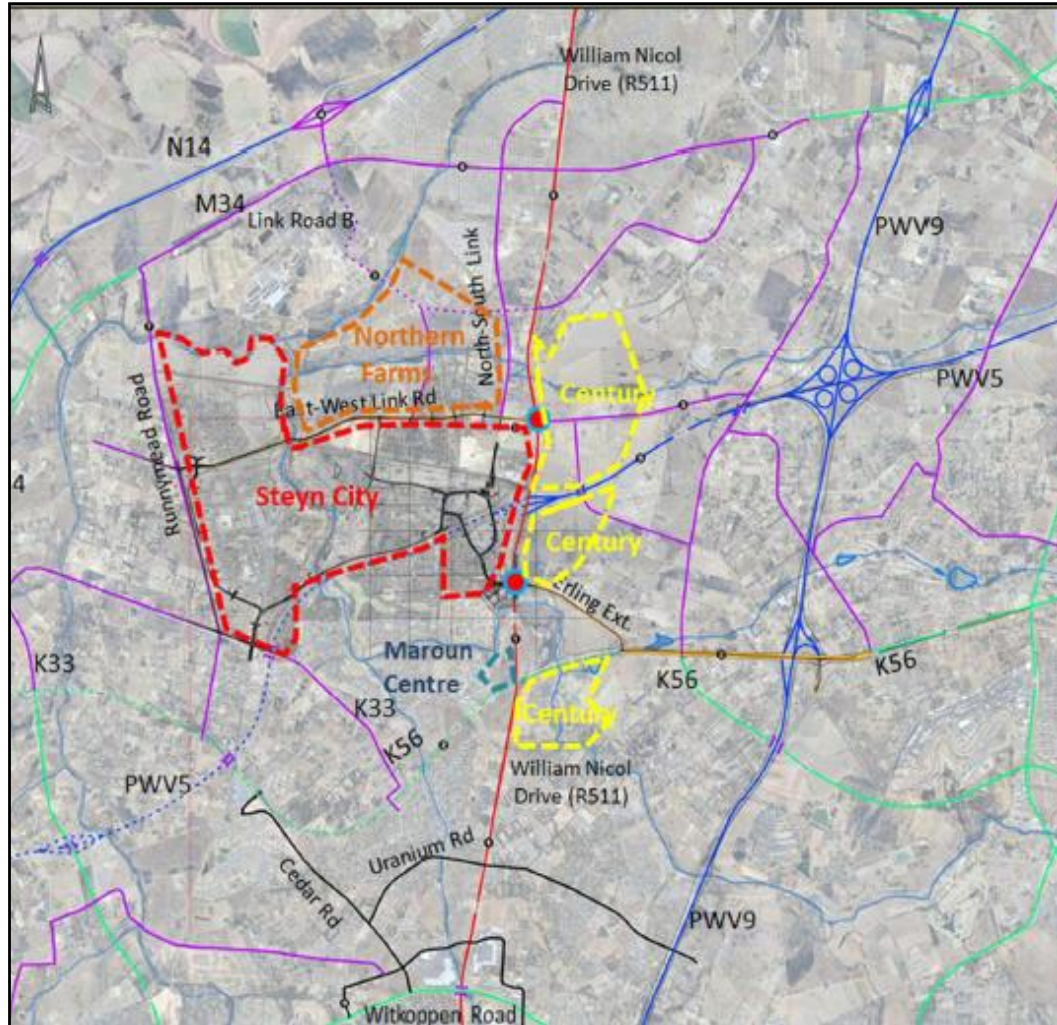 William Nicol
Drive (R511)
N14
M34
Link Road B
PWV9
North-South Link
Northern
Farms
Century
PWV5
East-West Link Rd
Runnymead Road
4
Steyn City
Century
Erling Ext.
Maroun
Centre
K33
K56
K56
K33
Century
K56
PWV5
William Nicol
Drive (R511)
Uranium Rd
Cedar Rd
PWV9
Witkoppen Road